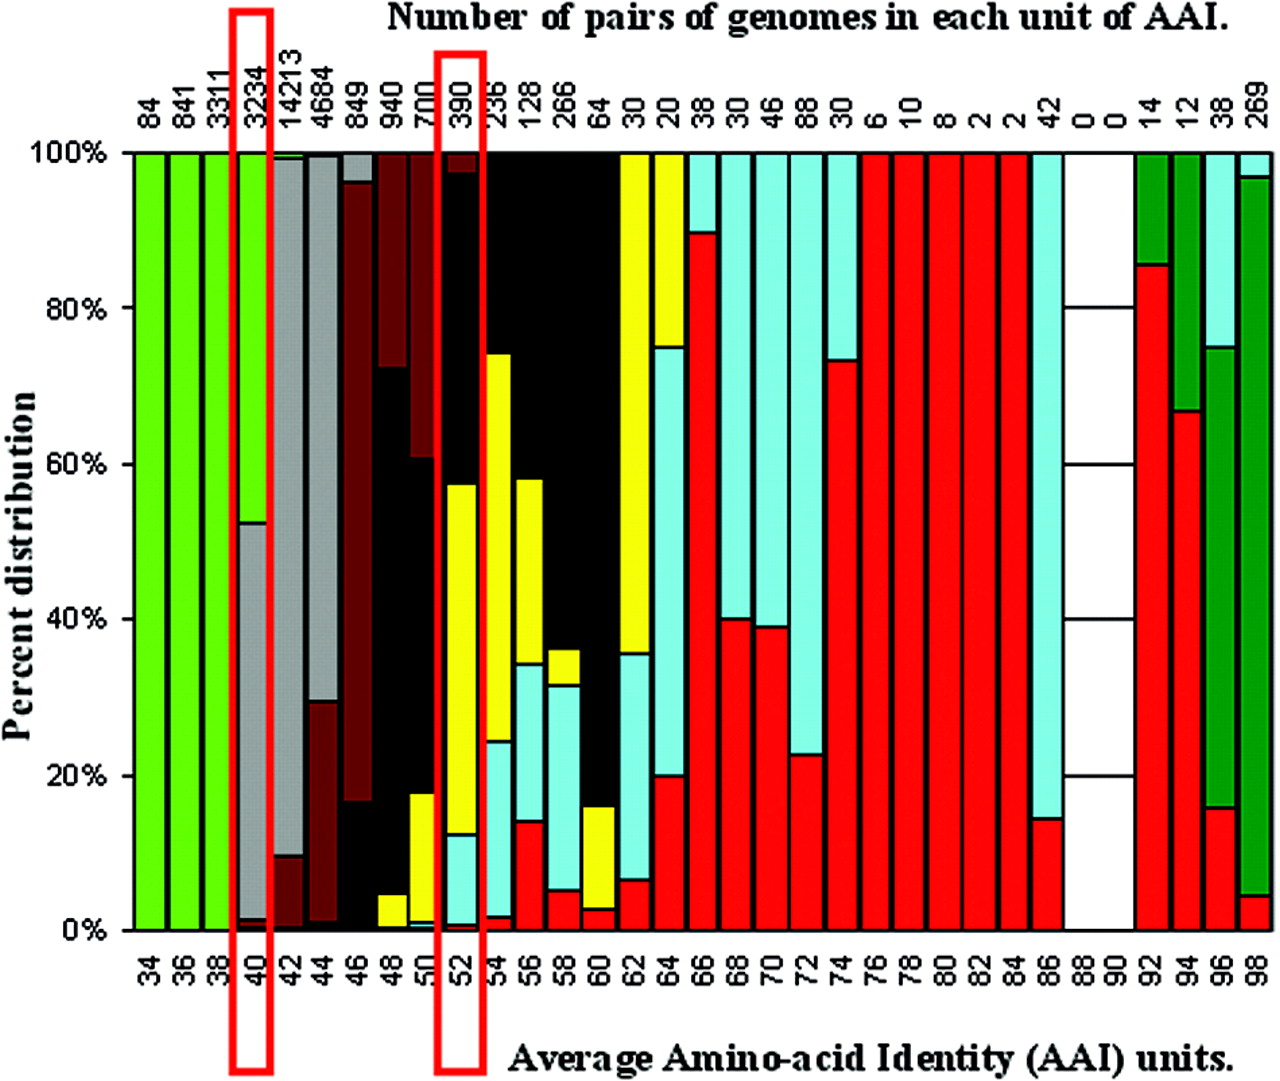 Number of pairs of genomes in each unit of AAI.
84 841 3311 3234 14213 4684 849 940 700 390 236 128 266 64 30 20 38 30 46 88 30 6 10 8 2 2 42 0 0 14 12 38 269
100%
80%
60%
40%
20%
0%
Percent distribution
34 36 38 40 42 44 46 48 50 52 54 56 58 60 62 64 66 68 70 72 74 76 78 80 82 84 86 88 90 92 94 96 98
Average Amino-acid Identity (AAI) units.